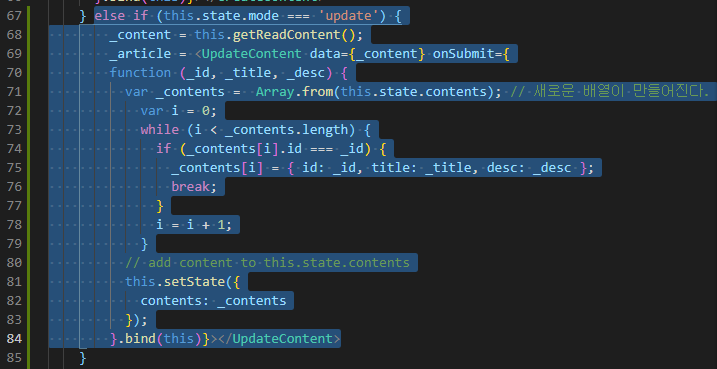 66 }.bind(this)}></CreateContent>
67 } else if (this.state.mode === 'update') {
68 _content = this.getReadContent();
69 _article = <UpdateContent data={_content} onSubmit={
70 function (_id, _title, _desc) {
71 var _contents = Array.from(this.state.contents); // 새로운 배열이 만들어진다.
72 var i = 0;
73 while (i < _contents.length) {
74 if (_contents[i].id === _id) {
75 _contents[i] = { id: _id, title: _title, desc: _desc };
76 break;
77 }
78 i = i + 1;
79 }
80 // add content to this.state.contents
81 this.setState({
82 contents: _contents
83 });
84 }.bind(this)}></UpdateContent>
85 }